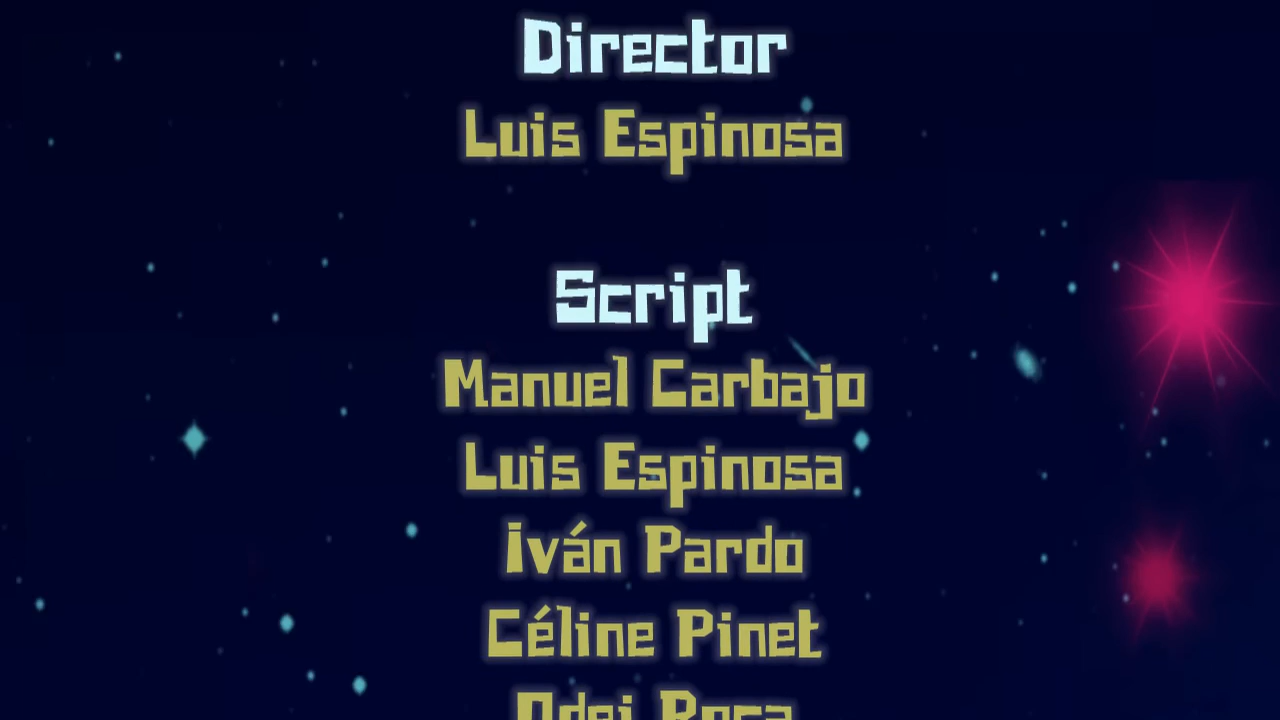 Director
Luis Espinosa
Script
Manuel Carbajo
Luis Espinosa
Iván Pardo
Céline Pinet